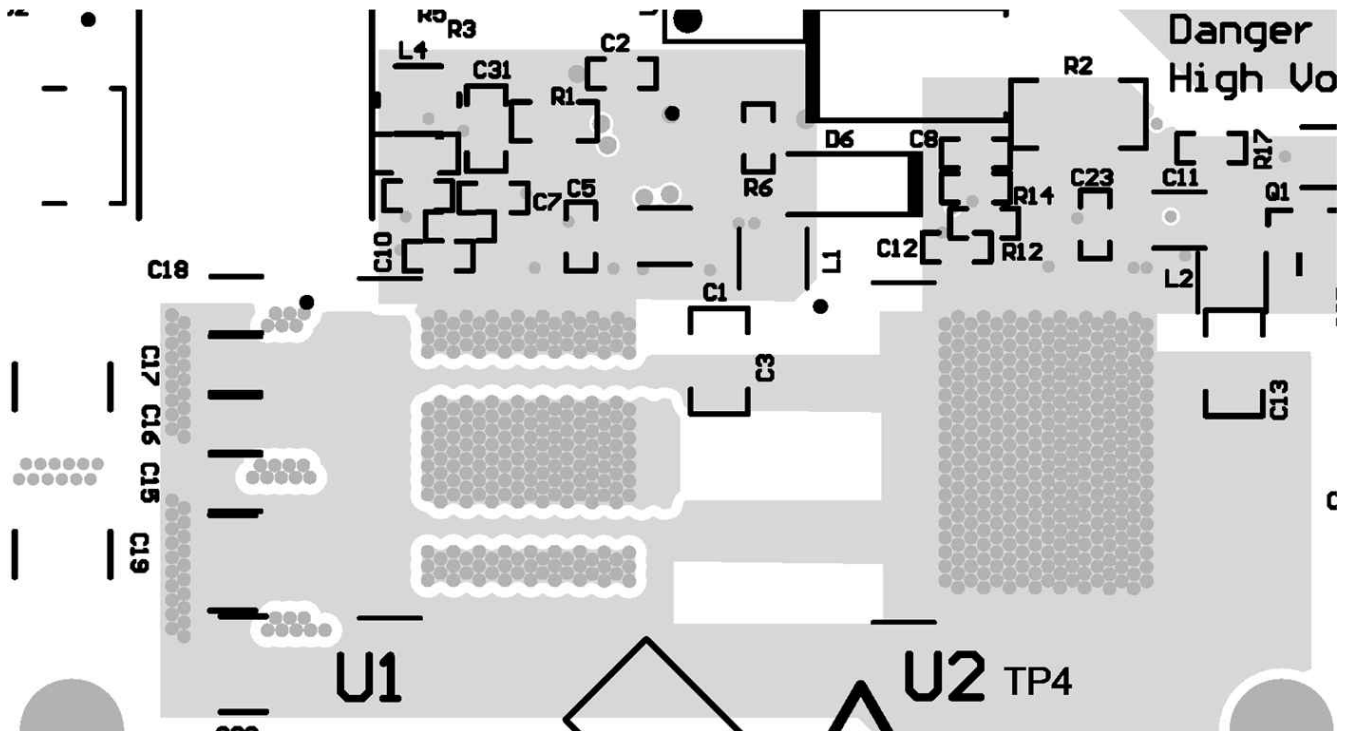 R5
R3
L4
C31
C2
R1
Danger
High Vo
R2
C8
D6
R17
R6
C5
C7
C23
C11
R14
Q1
C10
C12
R12
L1
L2
C18
C1
C3
C17
C13
C16
C15
C19
U1
U2 TP4